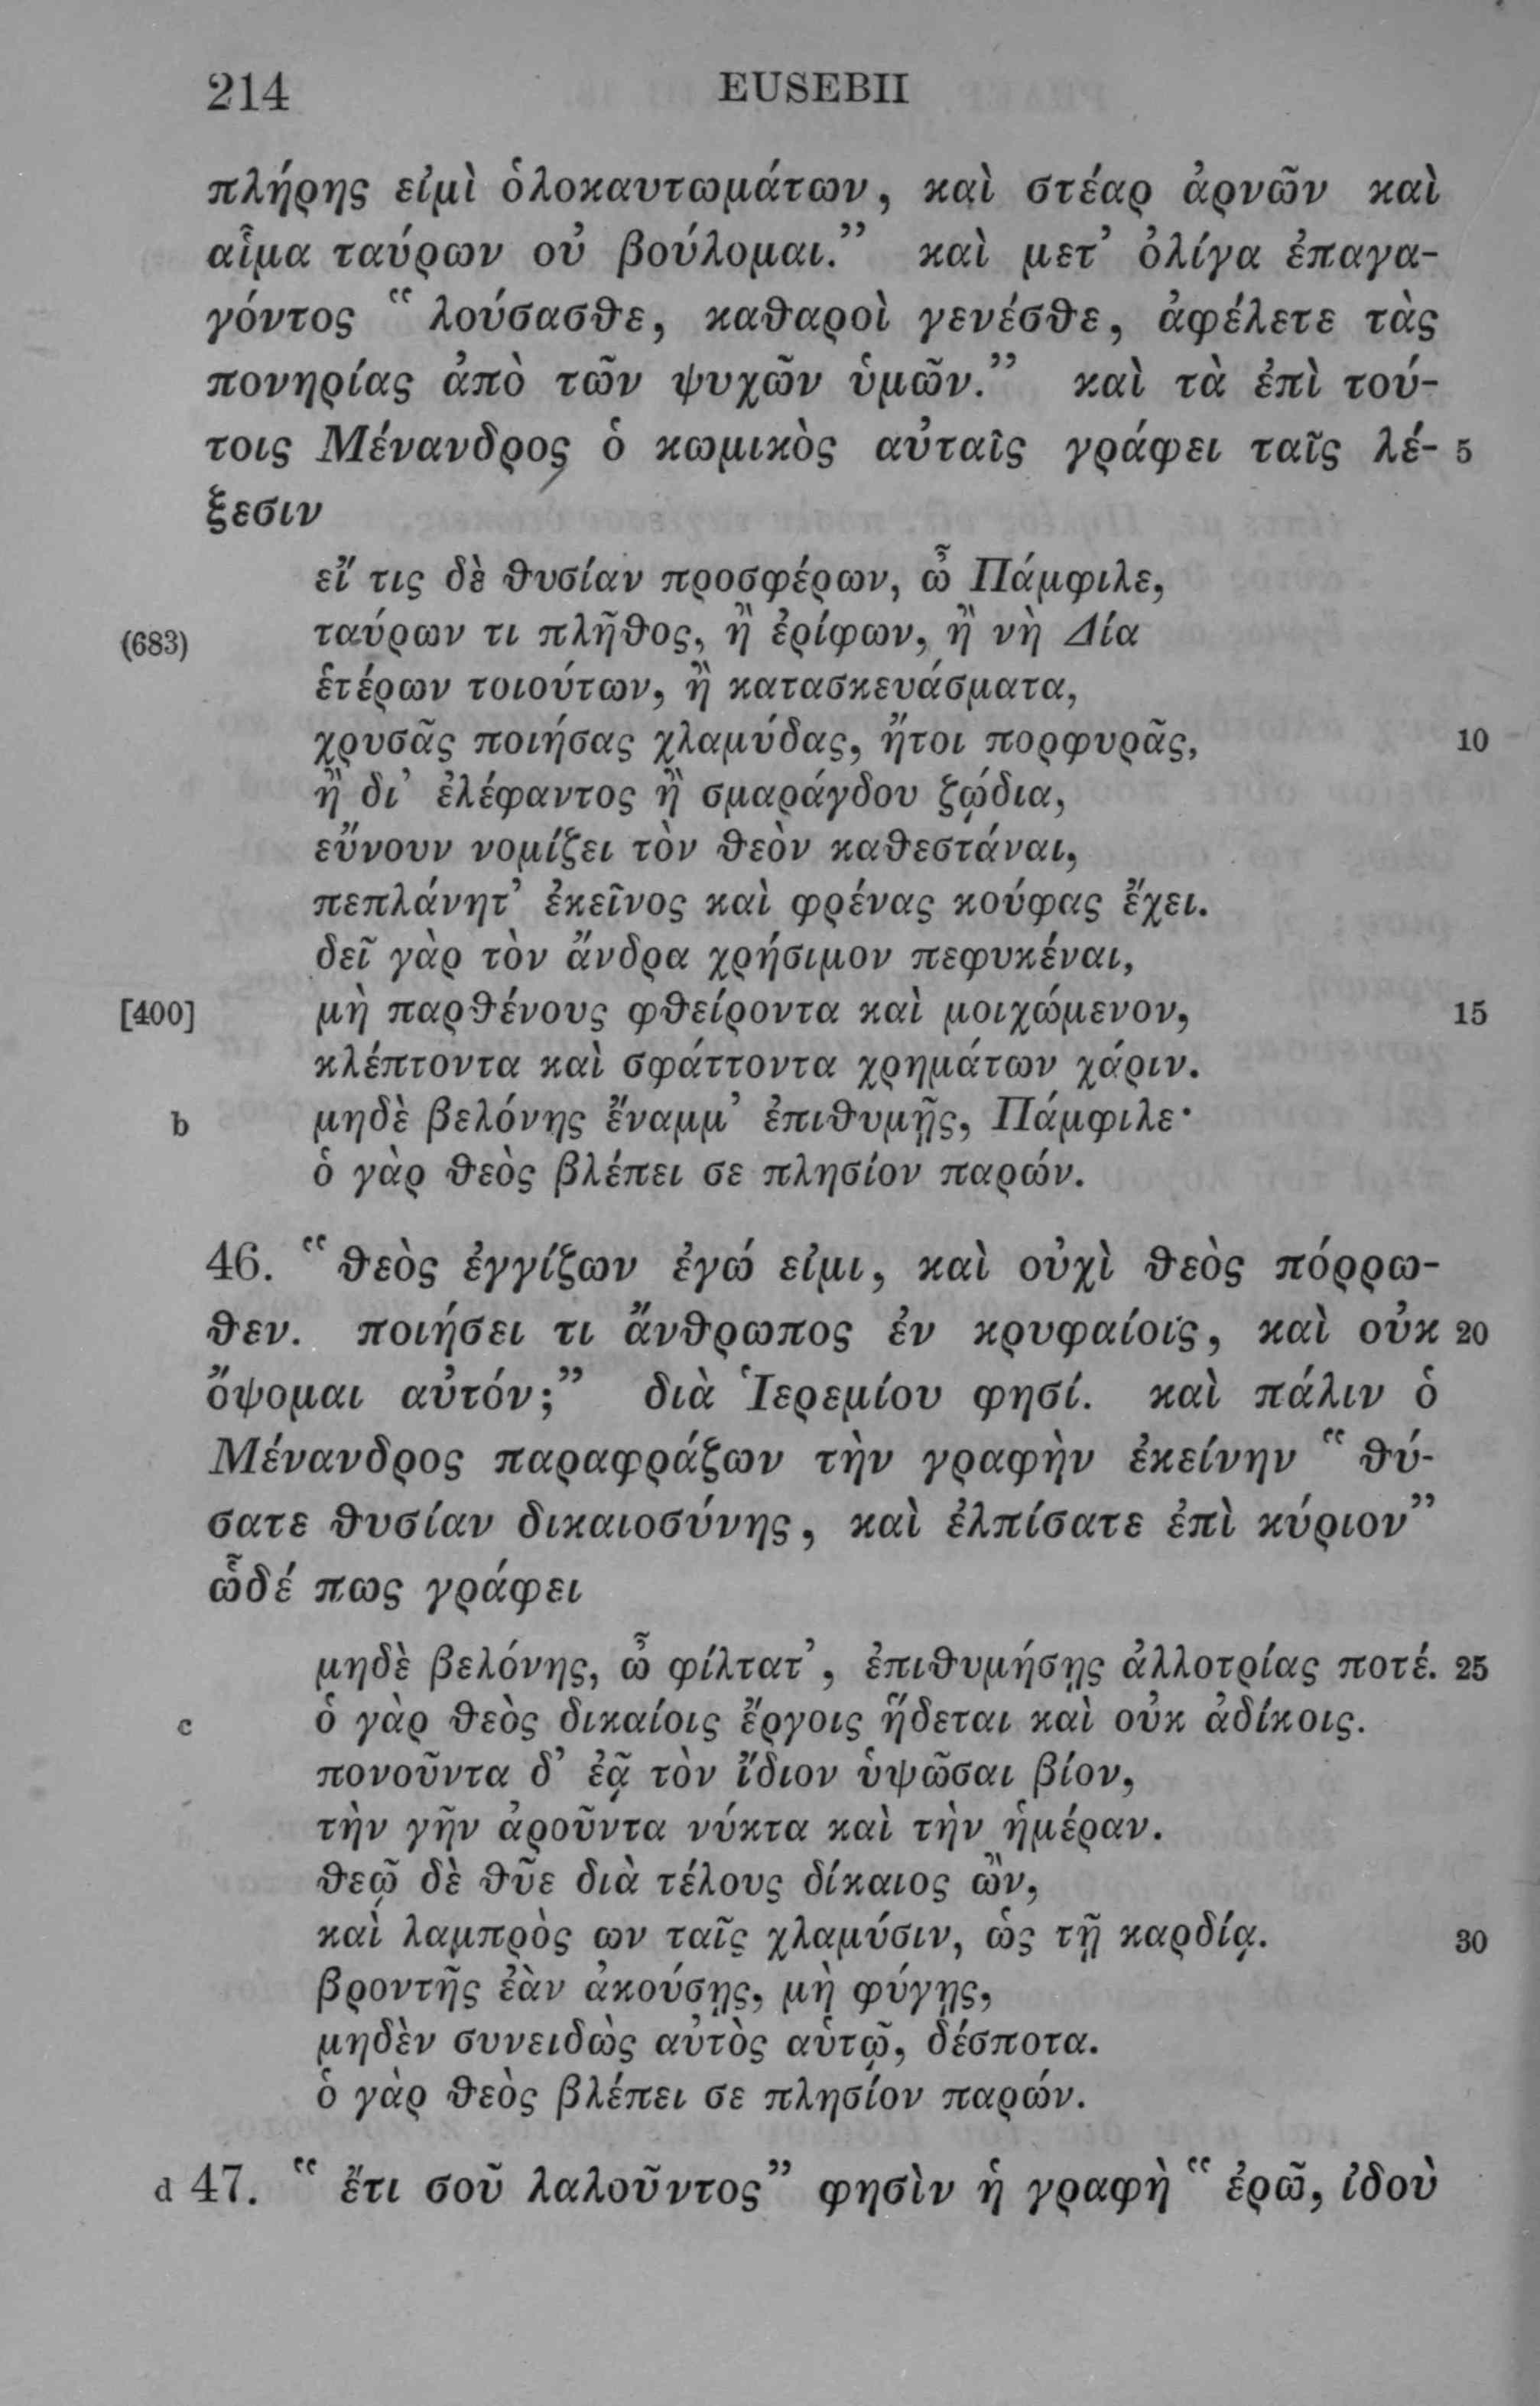 214 EUSEBII
πλήρης εἰμὶ ὁλοκαυτωμάτων, καὶ στέαρ ἀρνῶν καὶ
αἷμα ταύρων οὐ βούλομαι.” καὶ μετ’ ὀλίγα ἐπαγα-
γόντος “ λούσασθε, καθαροὶ γενέσθε, ἀφέλετε τὰς
πονηρίας ἀπὸ τῶν ψυχῶν ὑμῶν.” καὶ τὰ ἐπὶ τού-
τοις Μένανδρος ὁ κωμικὸς αὐταῖς γράφει ταῖς λέ- 5
ξεσιν
εἴ τις δὲ θυσίαν προσφέρων, ὦ Πάμφιλε,
(683) ταύρων τι πλῆθος, ἢ ἐρίφων, ἢ νὴ Δία
ἑτέρων τοιούτων, ἢ κατασκευάσματα,
χρυσᾶς ποιήσας χλαμύδας, ἤτοι πορφυρᾶς, 10
ἢ δι’ ἐλέφαντος ἢ σμαράγδου ζῴδια,
εὔνουν νομίζει τὸν θεὸν καθεστάναι,
πεπλάνητ’ ἐκεῖνος καὶ φρένας κούφας ἔχει.
δεῖ γὰρ τὸν ἄνδρα χρήσιμον πεφυκέναι,
[400] μὴ παρθένους φθείροντα καὶ μοιχώμενον, 15
κλέπτοντα καὶ σφάττοντα χρημάτων χάριν.
b μηδὲ βελόνης ἔναμμ’ ἐπιθυμῇς, Πάμφιλε·
ὁ γὰρ θεὸς βλέπει σε πλησίον παρών.
46. “ θεὸς ἐγγίζων ἐγώ εἰμι, καὶ οὐχὶ θεὸς πόρρω-
θεν. ποιήσει τι ἄνθρωπος ἐν κρυφαίοις, καὶ οὐκ 20
ὄψομαι αὐτόν;” διὰ Ἱερεμίου φησί. καὶ πάλιν ὁ
Μένανδρος παραφράζων τὴν γραφὴν ἐκείνην “ θύ-
σατε θυσίαν δικαιοσύνης, καὶ ἐλπίσατε ἐπὶ κύριον”
ὧδέ πως γράφει
μηδὲ βελόνης, ὦ φίλτατ’, ἐπιθυμήσῃς ἀλλοτρίας ποτέ. 25
c ὁ γὰρ θεὸς δικαίοις ἔργοις ἥδεται καὶ οὐκ ἀδίκοις.
πονοῦντα δ’ ἐᾷ τὸν ἴδιον ὑψῶσαι βίον,
τὴν γῆν ἀροῦντα νύκτα καὶ τὴν ἡμέραν.
θεῷ δὲ θῦε διὰ τέλους δίκαιος ὢν,
καὶ λαμπρὸς ων ταῖς χλαμύσιν, ὡς τῇ καρδίᾳ. 30
βροντῆς ἐὰν ἀκούσῃς, μὴ φύγῃς,
μηδὲν συνειδὼς αὐτὸς αὑτῷ, δέσποτα.
ὁ γὰρ θεὸς βλέπει σε πλησίον παρών.
d 47. “ ἔτι σοῦ λαλοῦντος” φησὶν ἡ γραφὴ “ ἐρῶ, ἰδοὺ